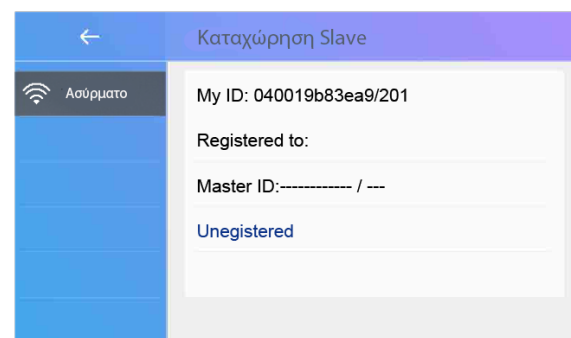 Καταχώρηση Slave
Ασύρματο
My ID: 040019b83ea9/201
Registered to:
Master ID:------------ / ---
Unegistered